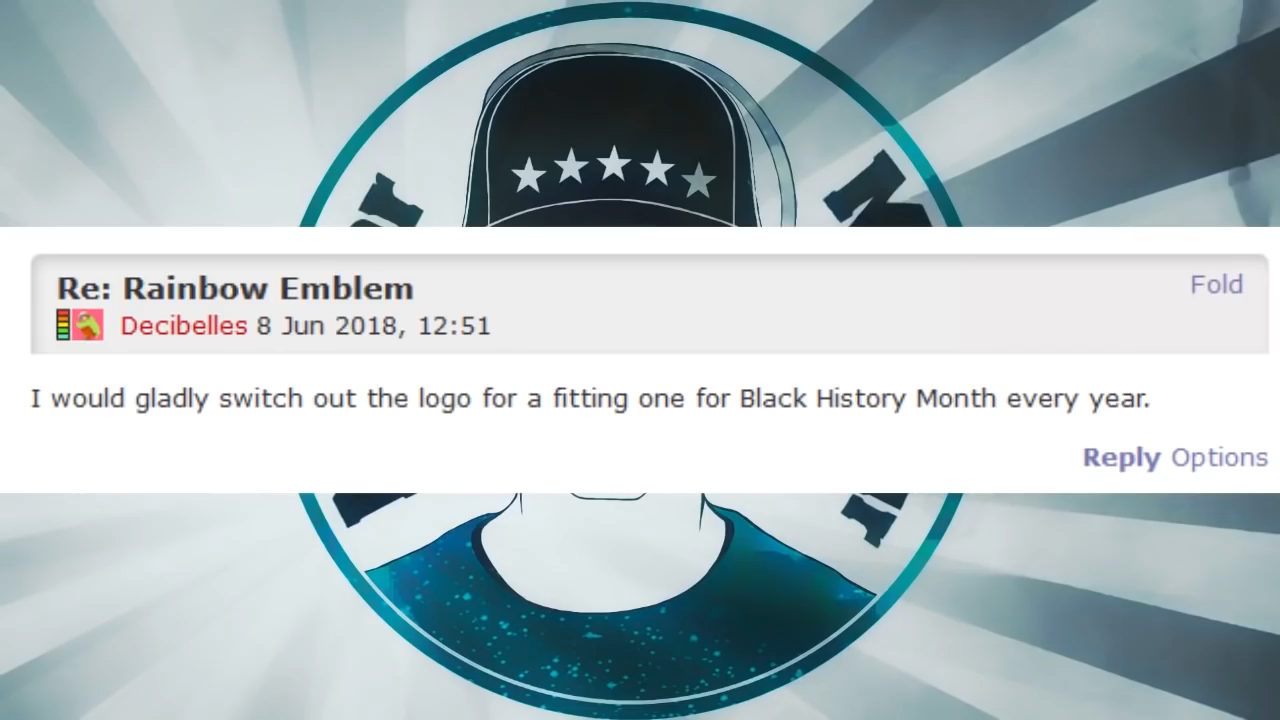 Re: Rainbow Emblem
Fold
Decibelles 8 Jun 2018, 12:51
I would gladly switch out the logo for a fitting one for Black History Month every year.
Reply Options